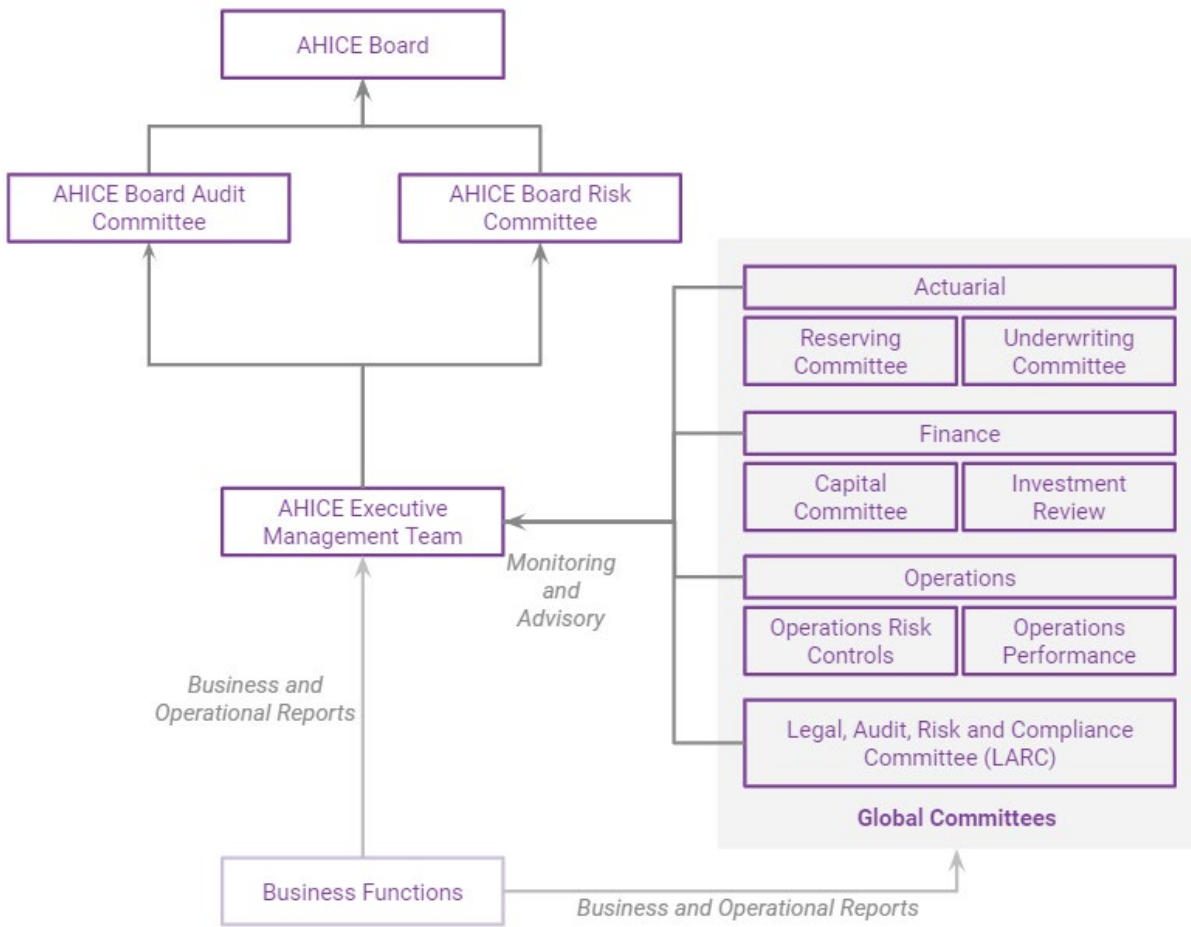 AHICE Board
AHICE Board Audit
Committee
AHICE Board Risk
Committee
Actuarial
Reserving
Committee
Underwriting
Committee
Finance
Capital
Committee
Investment
Review
AHICE Executive
Management Team
Monitoring
and
Advisory
Operations
Operations Risk
Controls
Operations
Performance
Business and
Operational Reports
Legal, Audit, Risk and Compliance
Committee (LARC)
Global Committees
Business Functions
Business and Operational Reports